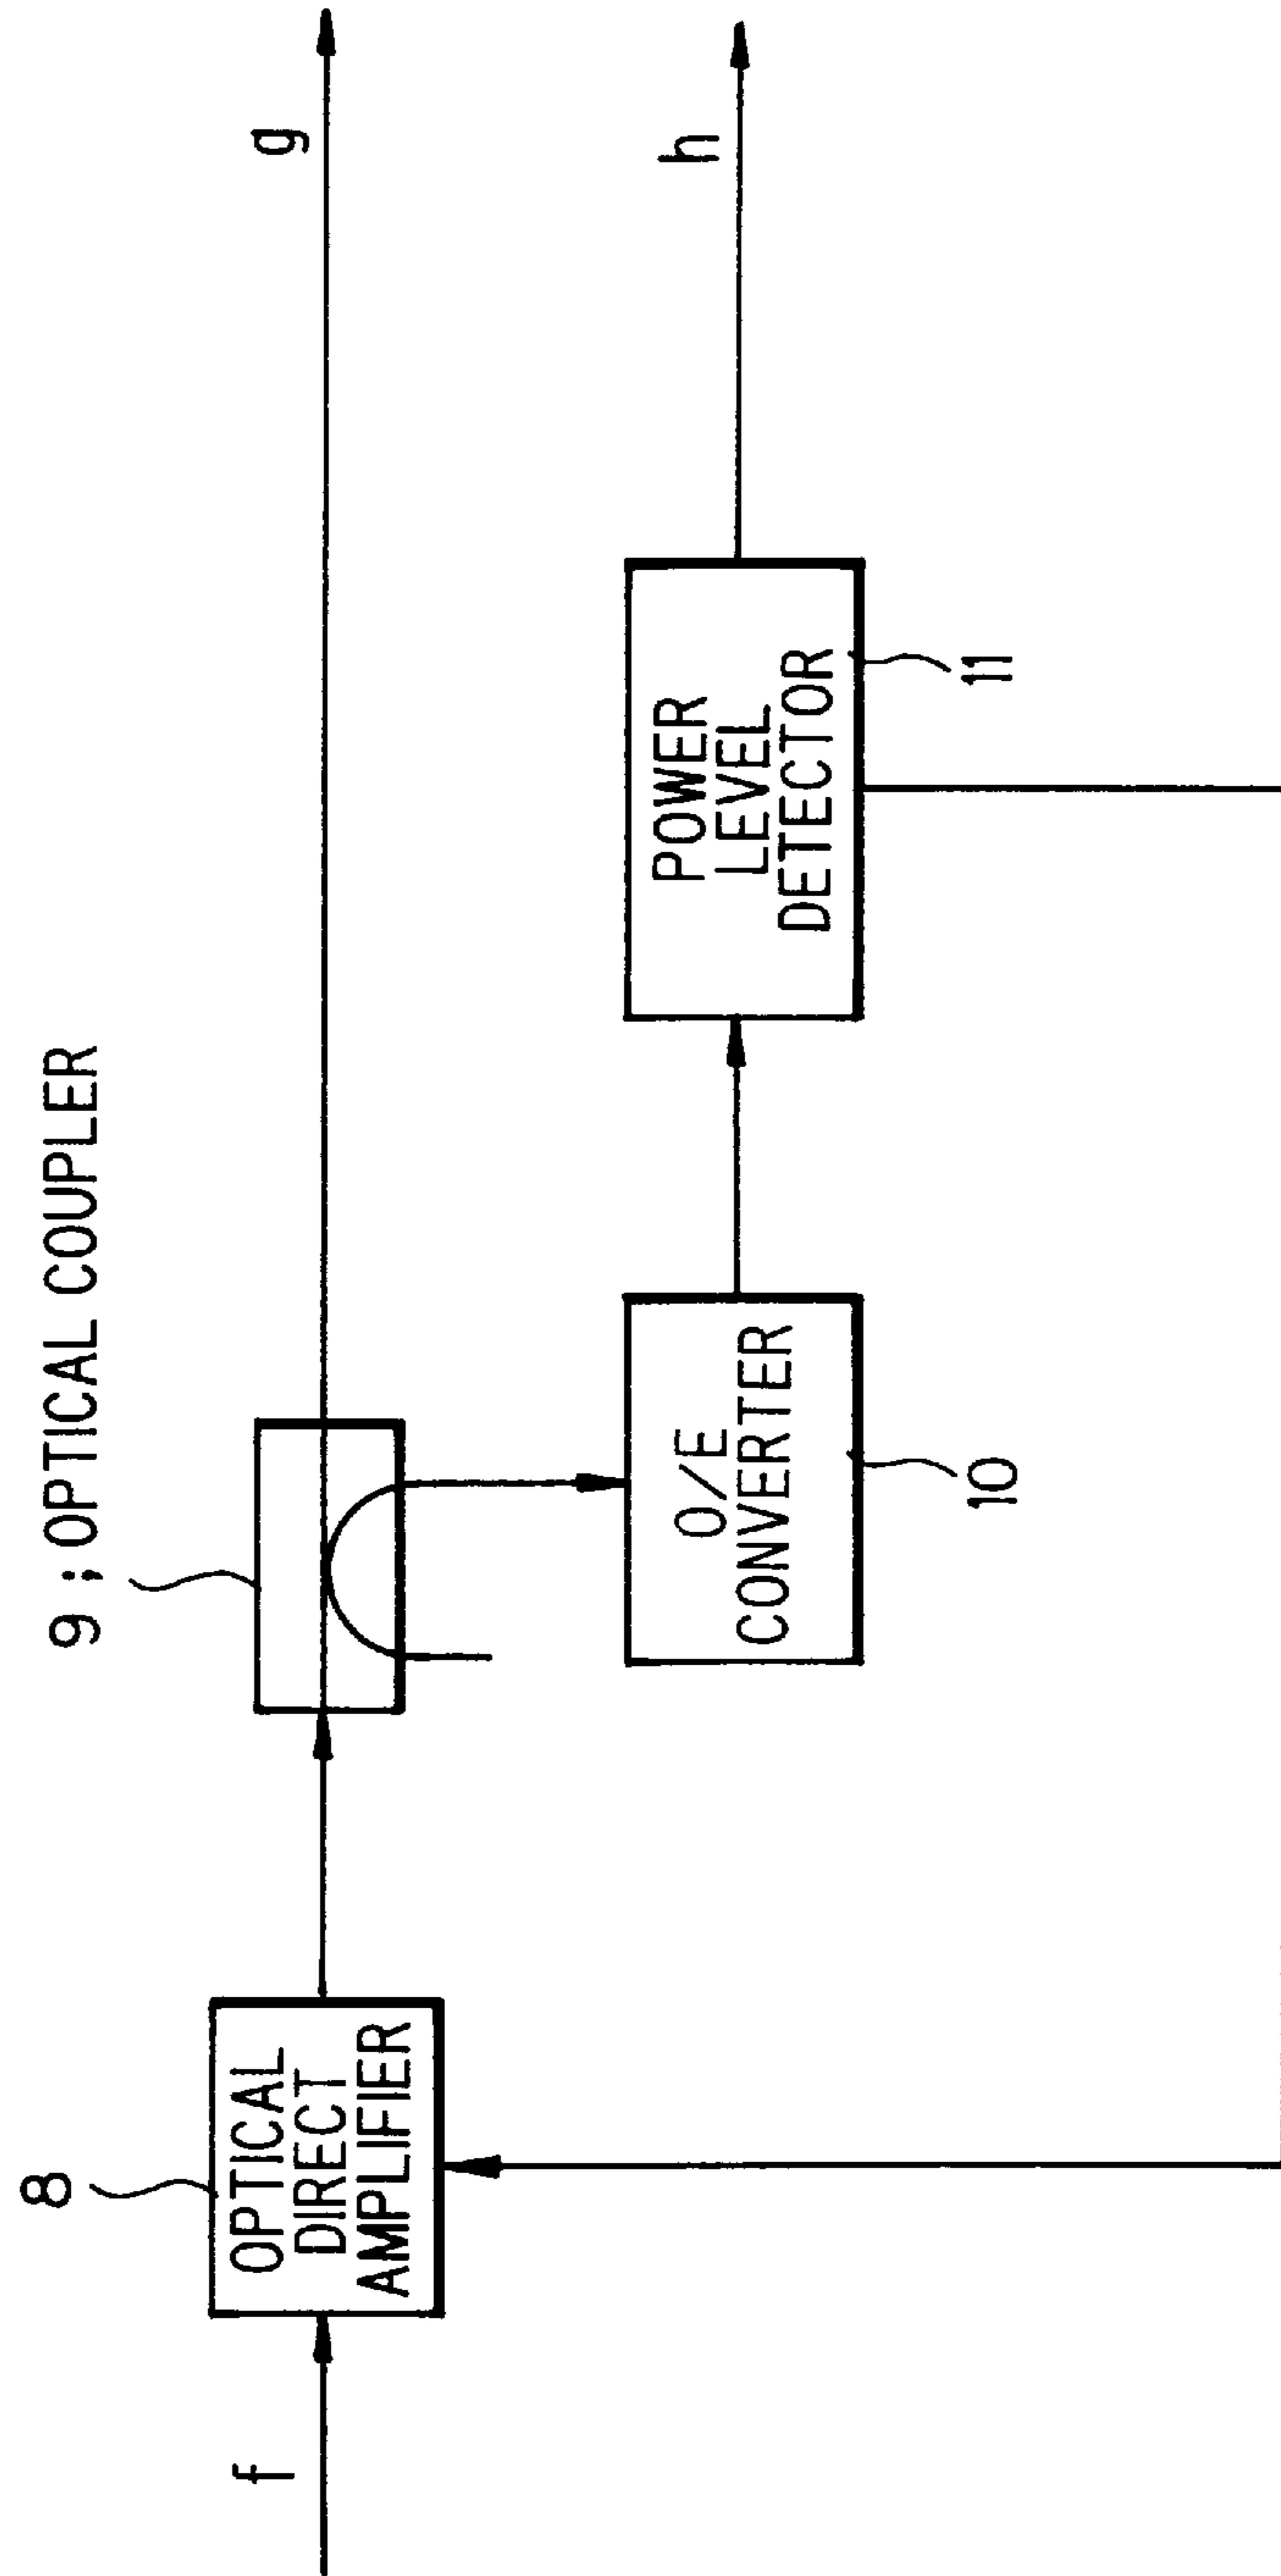 8
9 ; OPTICAL COUPLER
f
OPTICAL
DIRECT
AMPLIFIER
g
O/E
CONVERTER
10
POWER
LEVEL
DETECTOR
11
h